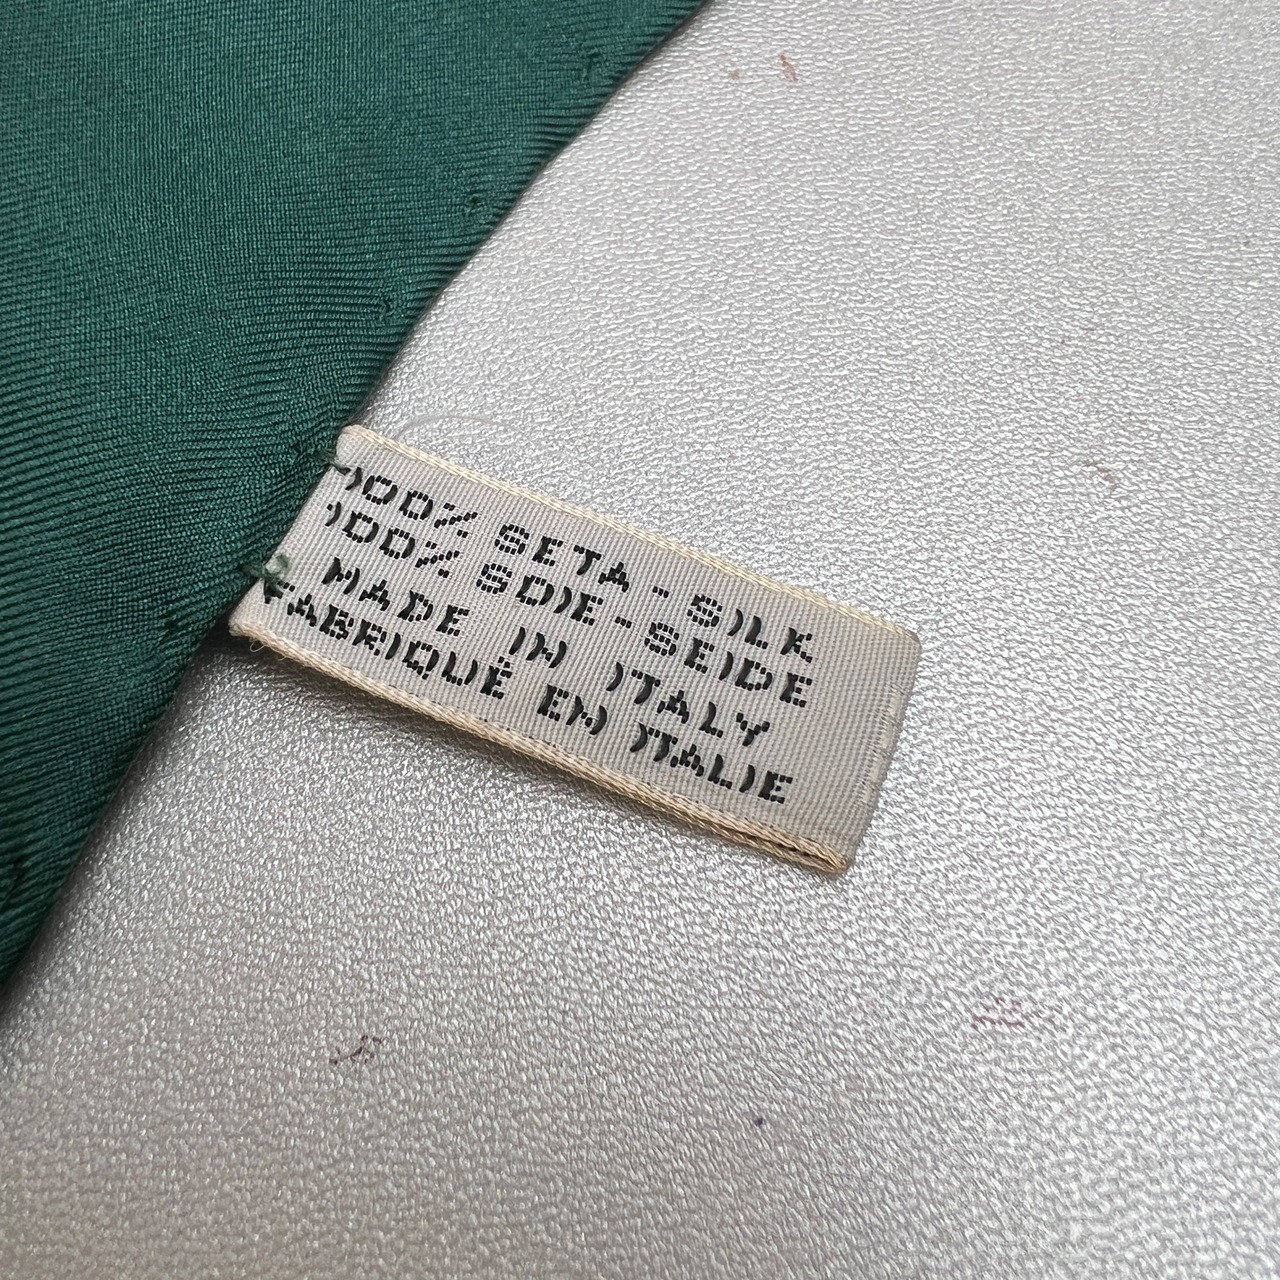 100% SETA - SILK
100% SOIE - SEIDE
MADE IN ITALY
FABRIQUÉ EN ITALIE